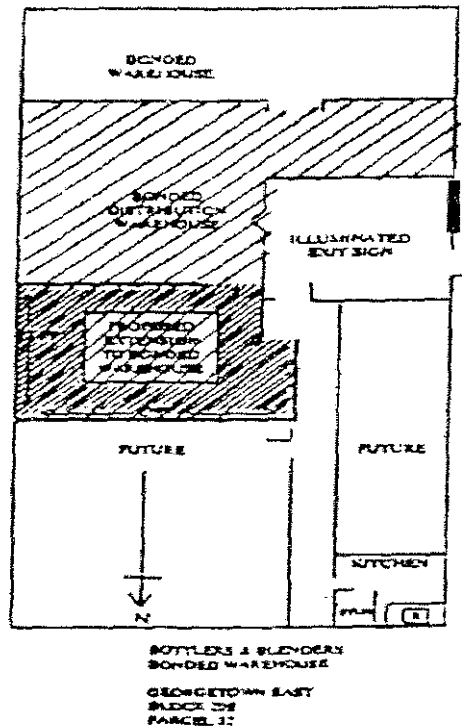 BONDED
WAREHOUSE
BONDED
DISTRIBUTION
WAREHOUSE
ILLUMINATED
EXIT SIGN
PROPOSED
EXTENSION
TO BONDED
WAREHOUSE
FUTURE
FUTURE
N
KITCHEN
BOTTLERS & BLENDERS
BONDED WAREHOUSE
GEORGETOWN EAST
BLOCK
PARCEL